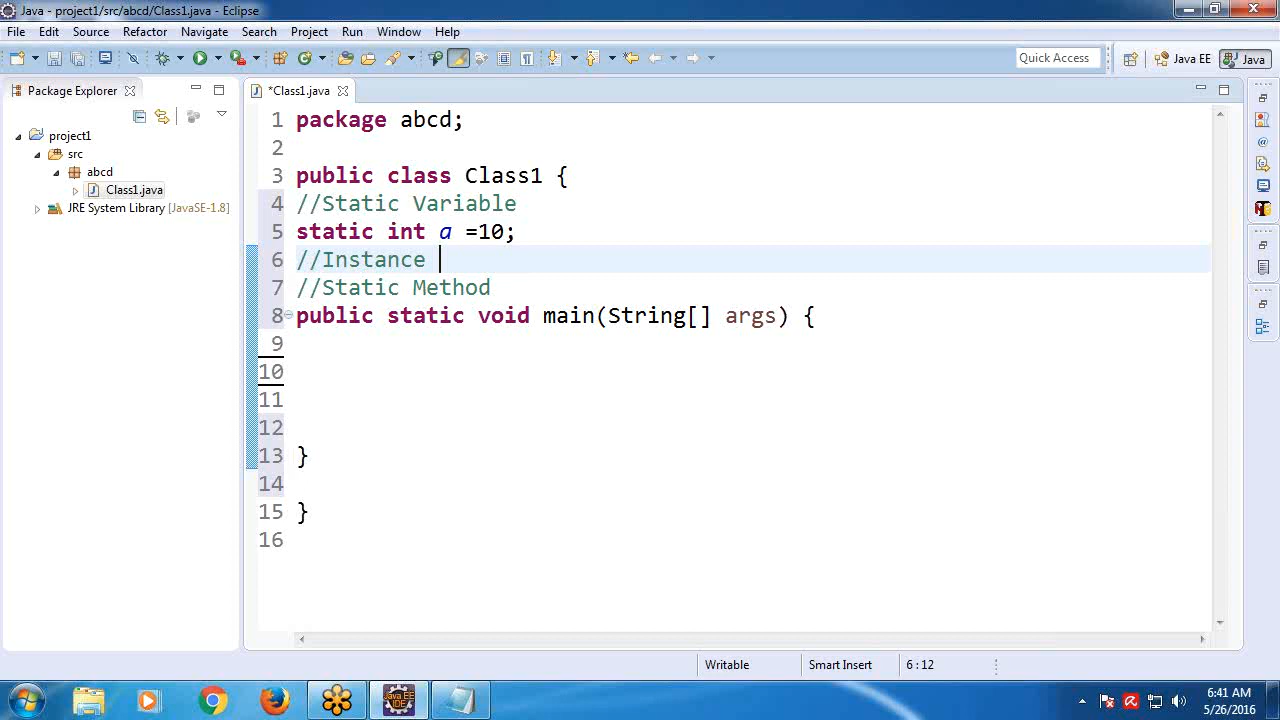 Java - project1/src/abcd/Class1.java - Eclipse
File Edit Source Refactor Navigate Search Project Run Window Help
Quick Access
Java EE
Java
Package Explorer
*Class1.java
project1
src
abcd
Class1.java
JRE System Library [JavaSE-1.8]
1 package abcd;
2
3 public class Class1 {
4 //Static Variable
5 static int a =10;
6 //Instance
7 //Static Method
8 public static void main(String[] args) {
9
10
11
12
13 }
14
15 }
16
Writable
Smart Insert
6 : 12
Java EE
IDE
6:41 AM
5/26/2016